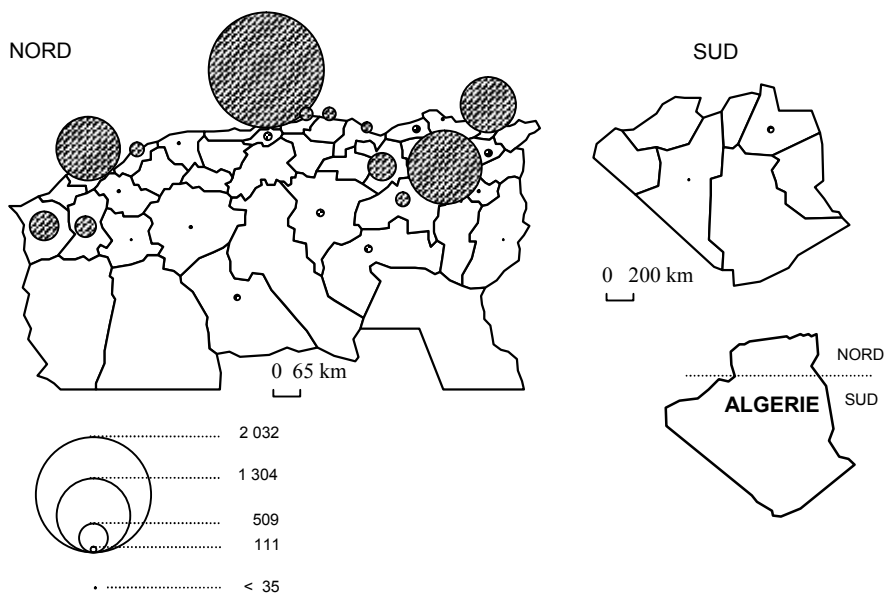 NORD
SUD
0 200 km
0 65 km
NORD
ALGERIE
SUD
2 032
1 304
509
111
< 35